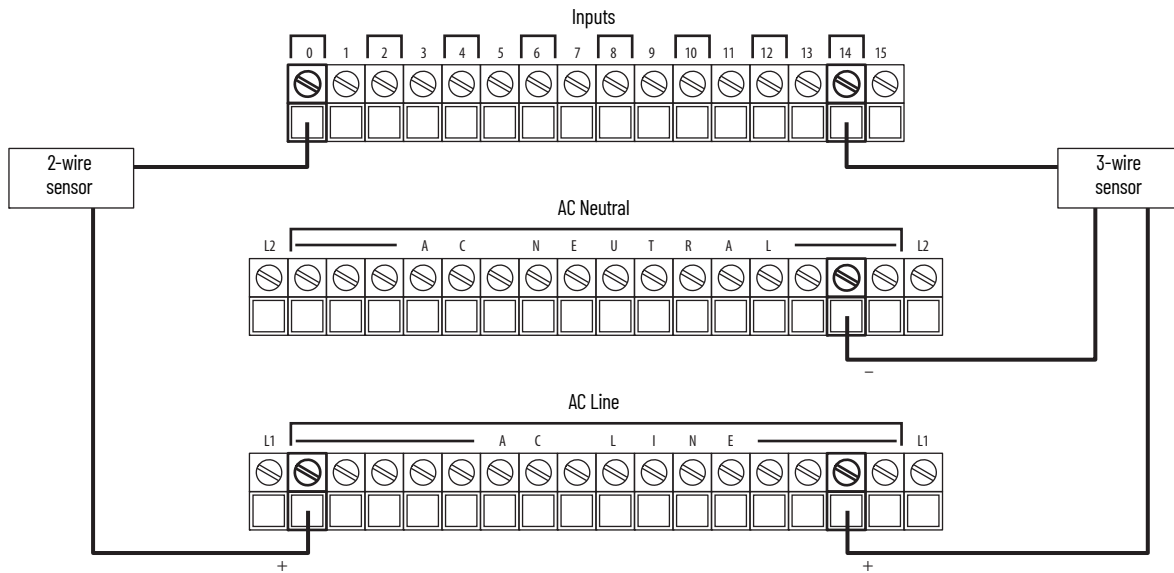 Inputs
0 1 2 3 4 5 6 7 8 9 10 11 12 13 14 15
2-wire
sensor
3-wire
sensor
AC Neutral
L2 A C N E U T R A L L2
–
AC Line
L1 A C L I N E L1
+ +